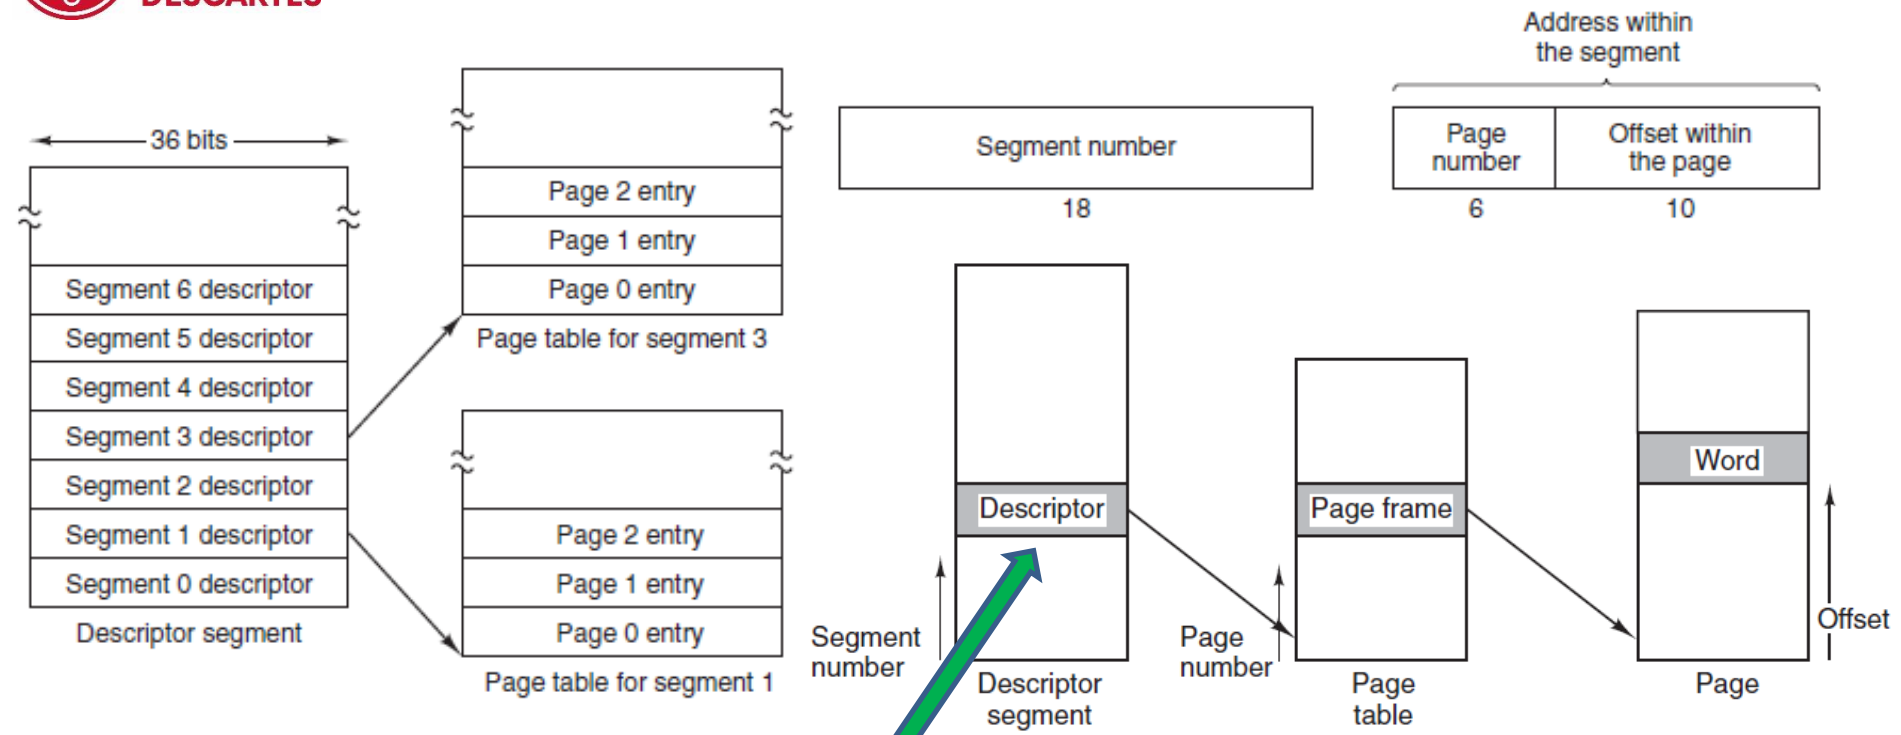 DESCARTES
36 bits
Segment 6 descriptor
Segment 5 descriptor
Segment 4 descriptor
Segment 3 descriptor
Segment 2 descriptor
Segment 1 descriptor
Segment 0 descriptor
Descriptor segment
Page 2 entry
Page 1 entry
Page 0 entry
Page table for segment 3
Page 2 entry
Page 1 entry
Page 0 entry
Page table for segment 1
Address within
the segment
Segment number
Page
number
Offset within
the page
18
6
10
Descriptor
Segment
number
Descriptor
segment
Page frame
Page
number
Page
table
Word
Offset
Page